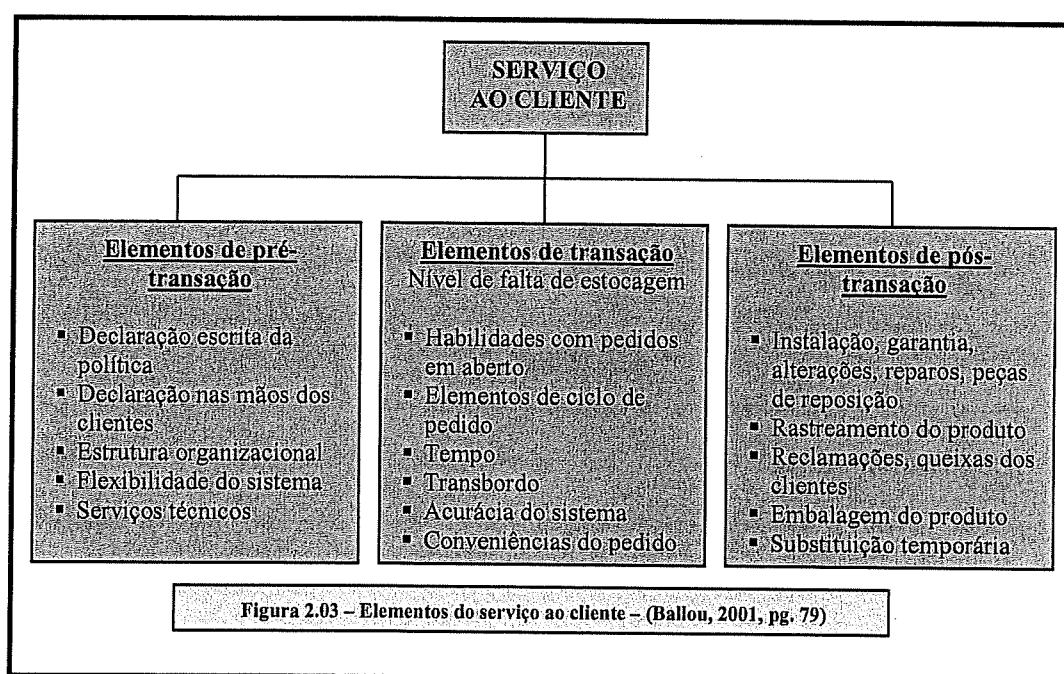 SERVIÇO
AO CLIENTE
Elementos de pré-
transação
▪ Declaração escrita da
política
▪ Declaração nas mãos dos
clientes
▪ Estrutura organizacional
▪ Flexibilidade do sistema
▪ Serviços técnicos
Elementos de transação
Nível de falta de estocagem
▪ Habilidades com pedidos
em aberto
▪ Elementos de ciclo de
pedido
▪ Tempo
▪ Transbordo
▪ Acurácia do sistema
▪ Conveniências do pedido
Elementos de pós-
transação
▪ Instalação, garantia,
alterações, reparos, peças
de reposição
▪ Rastreamento do produto
▪ Reclamações, queixas dos
clientes
▪ Embalagem do produto
▪ Substituição temporária
Figura 2.03 – Elementos do serviço ao cliente – (Ballou, 2001, pg. 79)